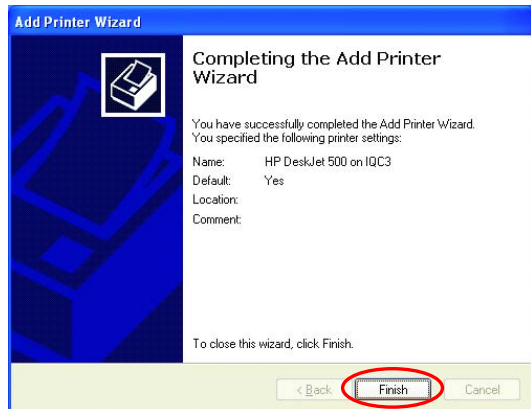 Add Printer Wizard
Completing the Add Printer
Wizard
You have successfully completed the Add Printer Wizard.
You specified the following printer settings:
Name: HP DeskJet 500 on IQC3
Default: Yes
Location:
Comment:
To close this wizard, click Finish.
< Back Finish Cancel